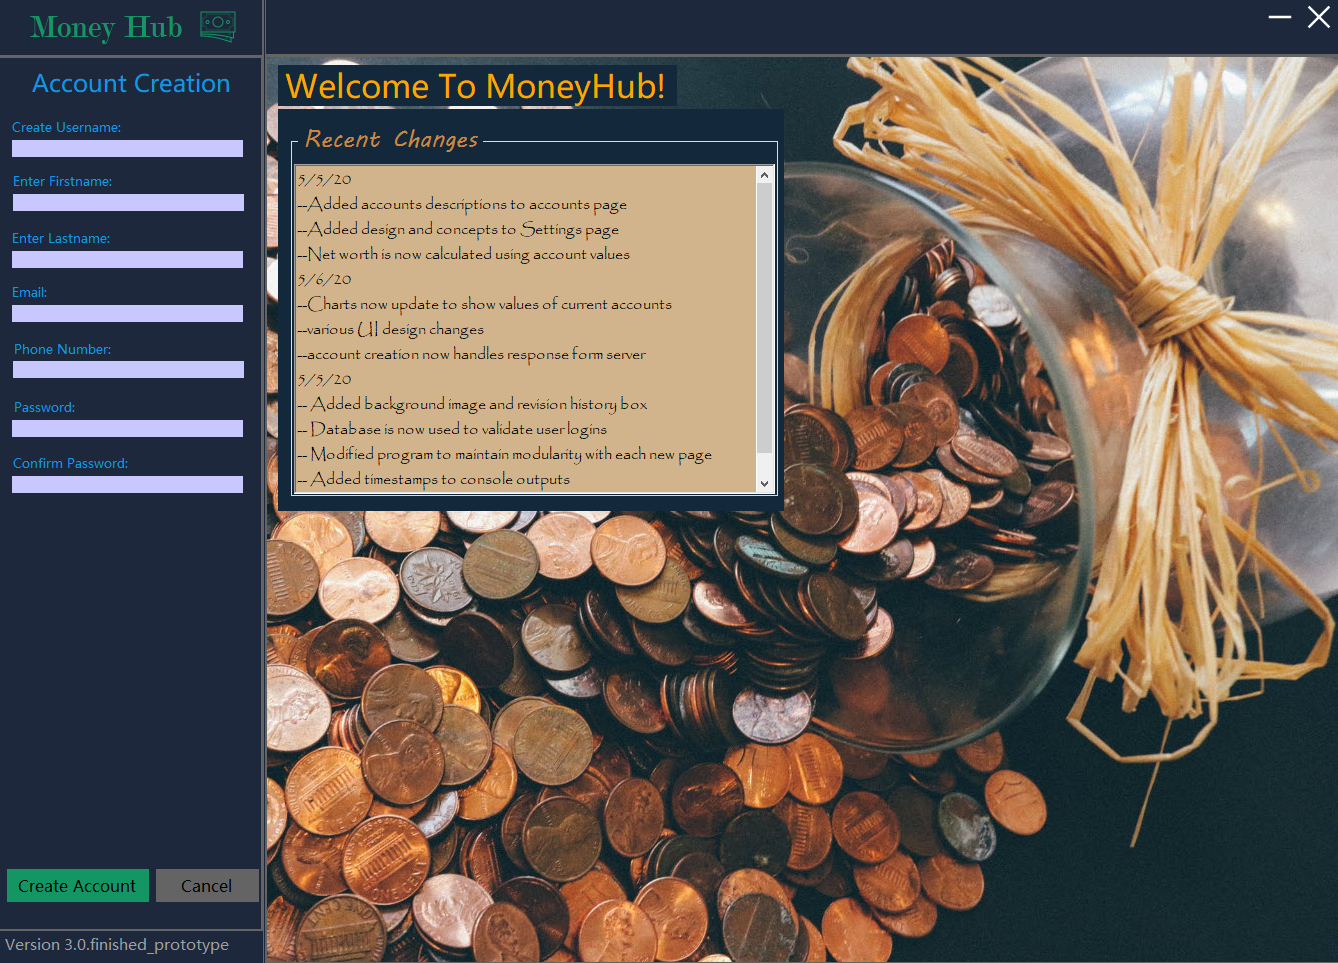 Money Hub
Account Creation
Create Username:
Enter Firstname:
Enter Lastname:
Email:
Phone Number:
Password:
Confirm Password:
Create Account
Cancel
Version 3.0.finished_prototype
Welcome To MoneyHub!
Recent Changes
5/5/20
--Added accounts descriptions to accounts page
--Added design and concepts to Settings page
--Net worth is now calculated using account values
5/6/20
--Charts now update to show values of current accounts
--various UI design changes
--account creation now handles response form server
5/5/20
-- Added background image and revision history box
-- Database is now used to validate user logins
-- Modified program to maintain modularity with each new page
-- Added timestamps to console outputs